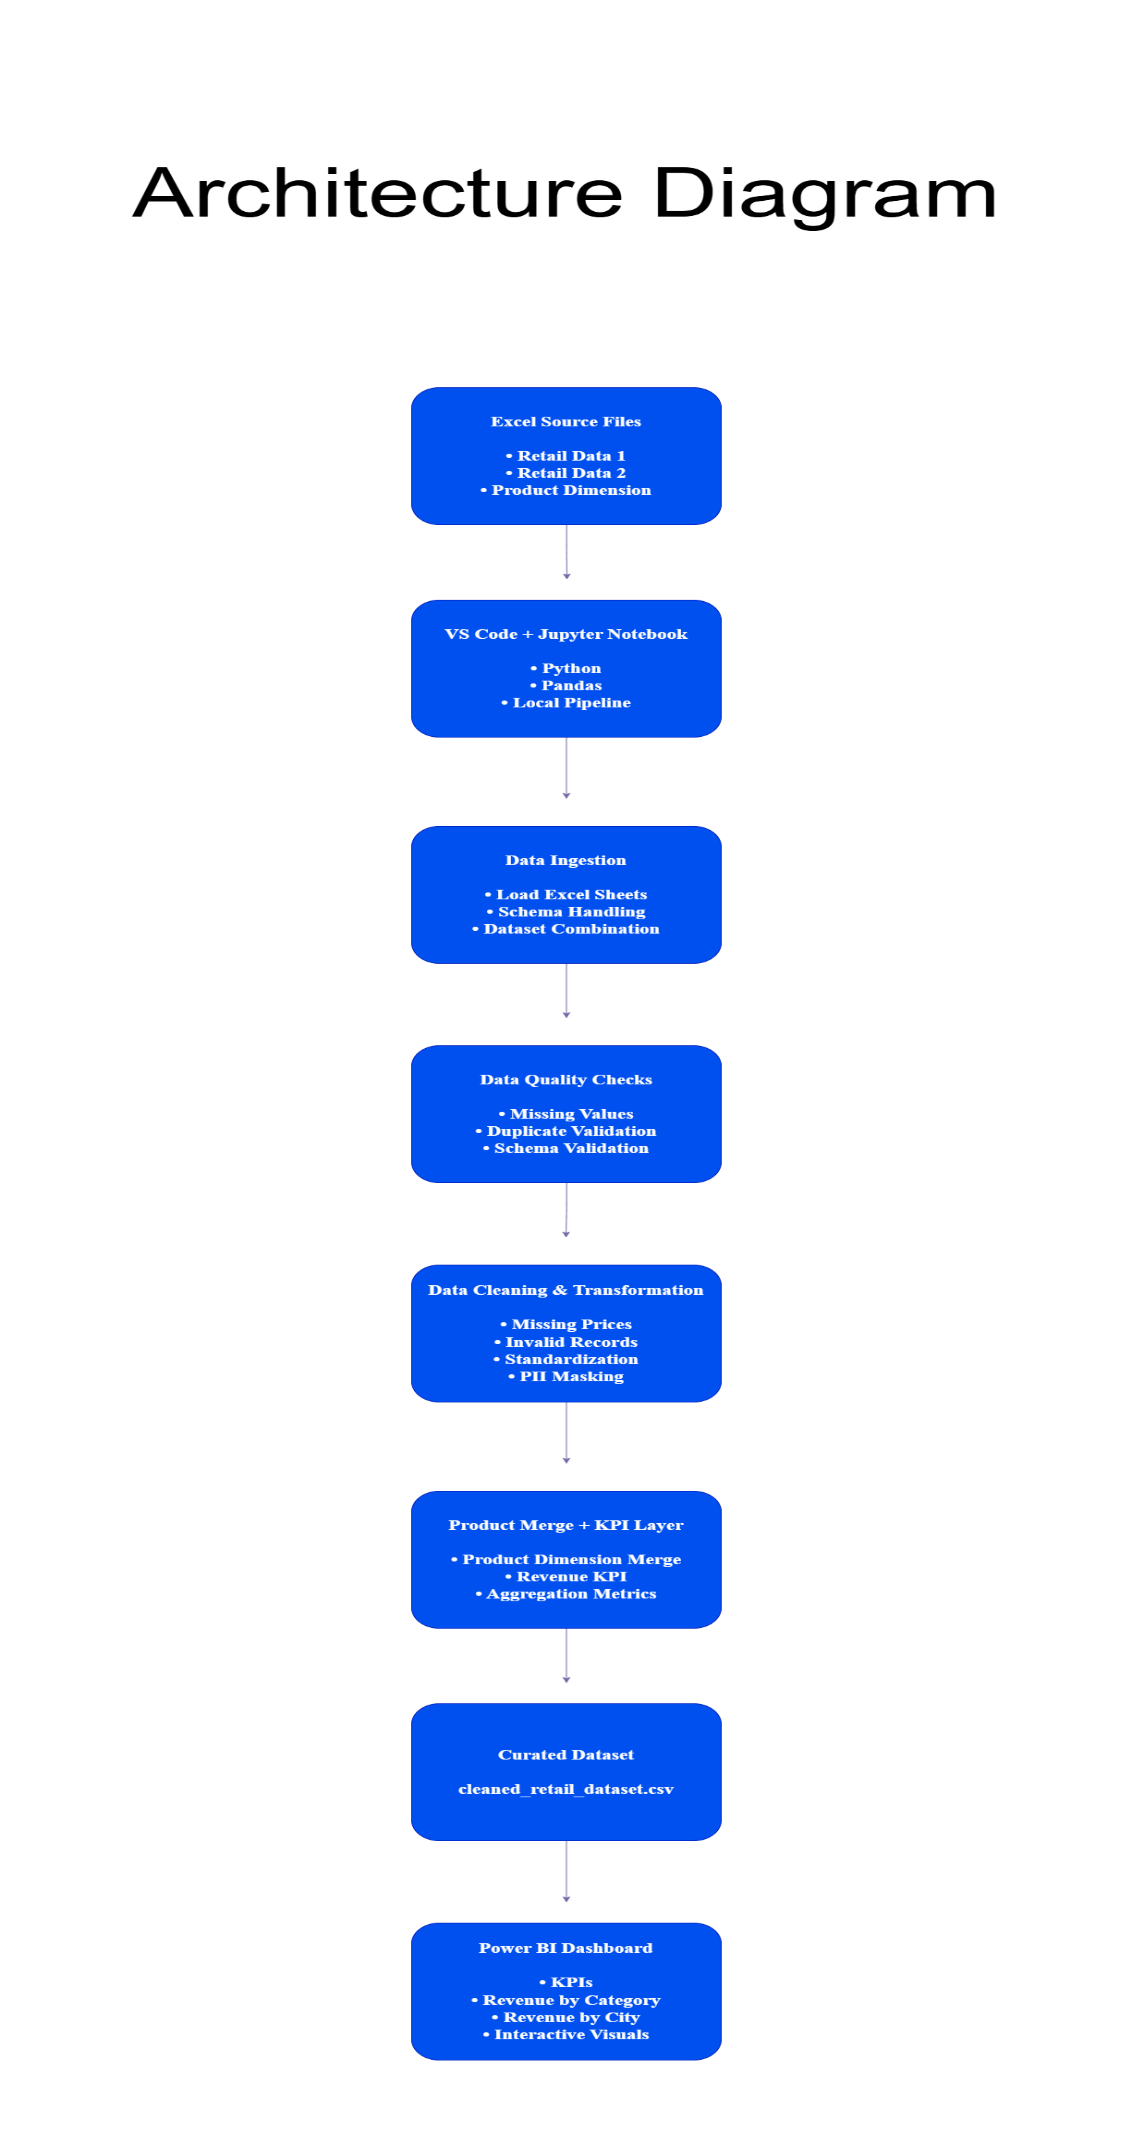 Architecture Diagram
Excel Source Files
• Retail Data 1
• Retail Data 2
• Product Dimension
VS Code + Jupyter Notebook
• Python
• Pandas
• Local Pipeline
Data Ingestion
• Load Excel Sheets
• Schema Handling
• Dataset Combination
Data Quality Checks
• Missing Values
• Duplicate Validation
• Schema Validation
Data Cleaning & Transformation
• Missing Prices
• Invalid Records
• Standardization
• PII Masking
Product Merge + KPI Layer
• Product Dimension Merge
• Revenue KPI
• Aggregation Metrics
Curated Dataset
cleaned_retail_dataset.csv
Power BI Dashboard
• KPIs
• Revenue by Category
• Revenue by City
• Interactive Visuals